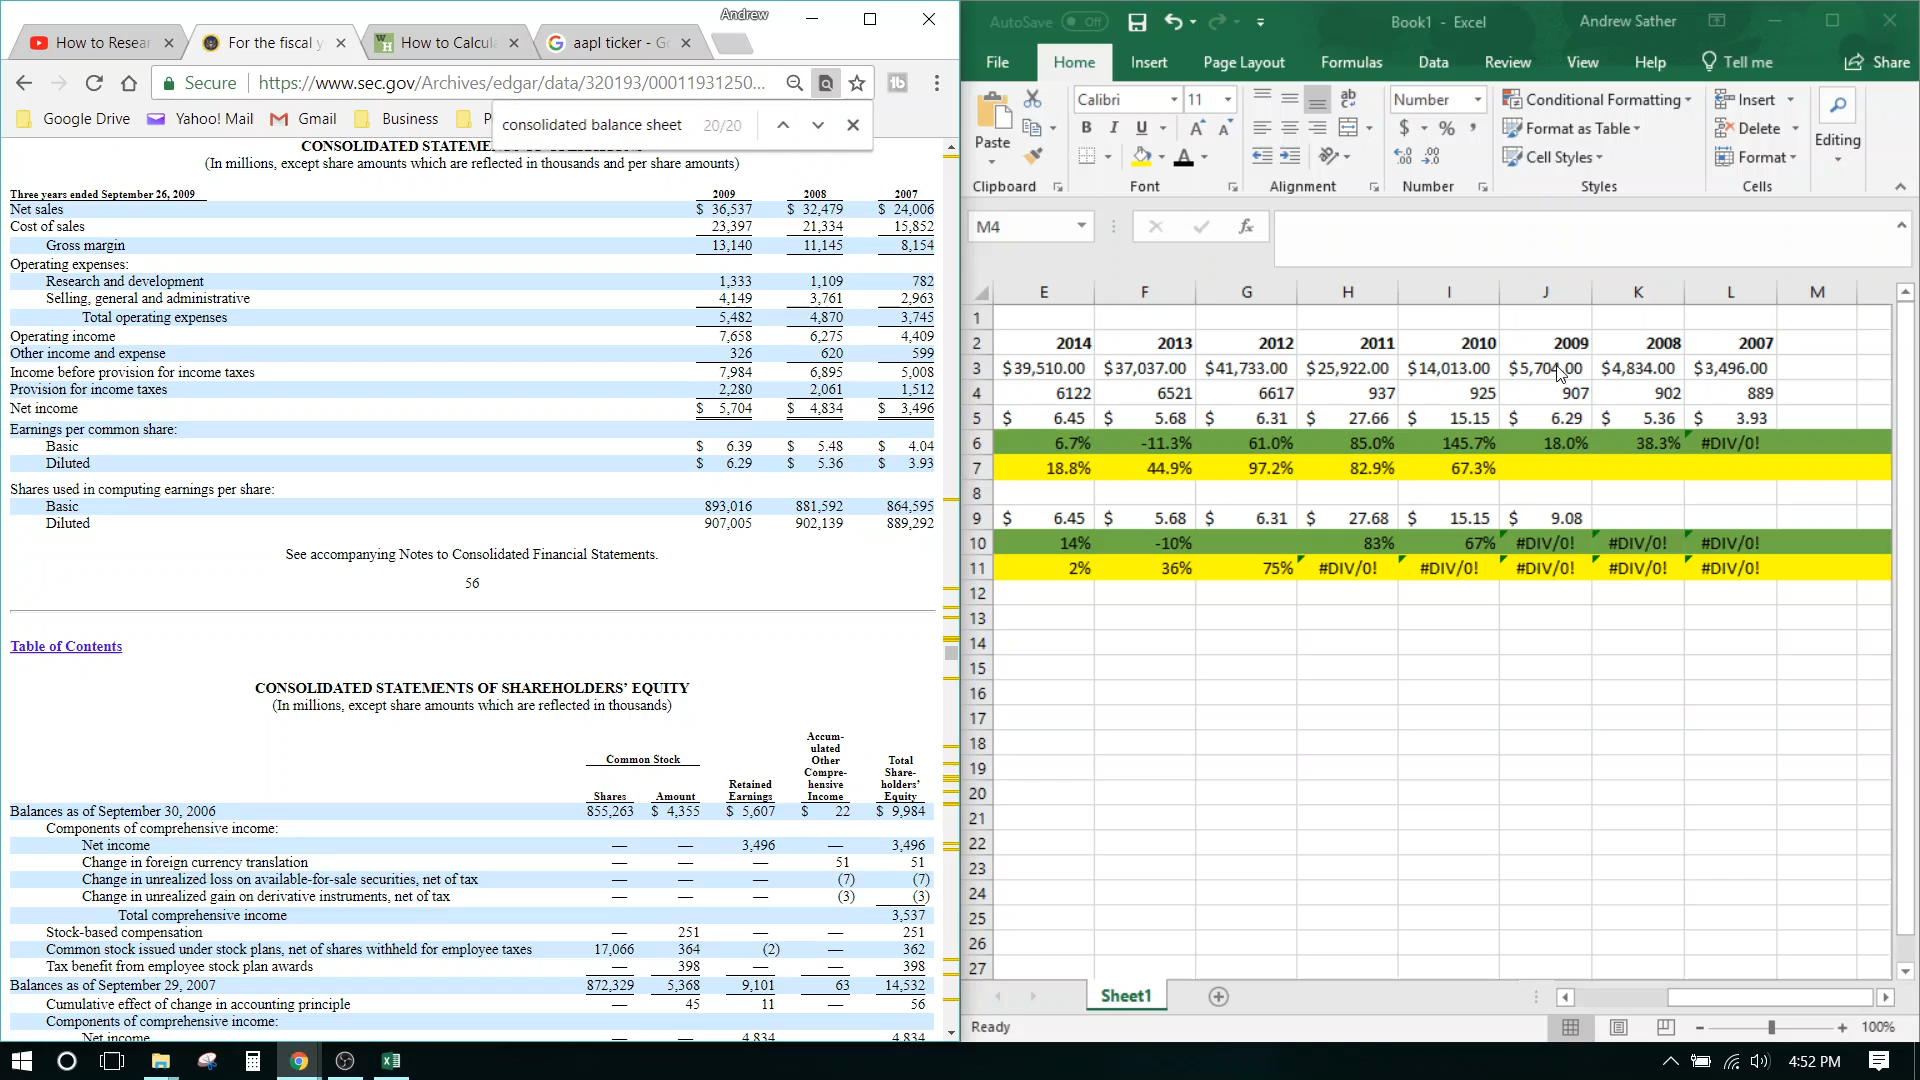 Andrew
How to Resea
For the fiscal y
How to Calcul
aapl ticker - Go
Secure
https://www.sec.gov/Archives/edgar/data/320193/00011931250...
Google Drive
Yahoo! Mail
Gmail
Business
P
consolidated balance sheet 20/20
(In millions, except share amounts which are reflected in thousands and per share amounts)
Three years ended September 26, 2009 2009 2008 2007
Net sales $ 36,537 $ 32,479 $ 24,006
Cost of sales 23,397 21,334 15,852
Gross margin 13,140 11,145 8,154
Operating expenses:
Research and development 1,333 1,109 782
Selling, general and administrative 4,149 3,761 2,963
Total operating expenses 5,482 4,870 3,745
Operating income 7,658 6,275 4,409
Other income and expense 326 620 599
Income before provision for income taxes 7,984 6,895 5,008
Provision for income taxes 2,280 2,061 1,512
Net income $ 5,704 $ 4,834 $ 3,496
Earnings per common share:
Basic $ 6.39 $ 5.48 $ 4.04
Diluted $ 6.29 $ 5.36 $ 3.93
Shares used in computing earnings per share:
Basic 893,016 881,592 864,595
Diluted 907,005 902,139 889,292
See accompanying Notes to Consolidated Financial Statements.
56
Table of Contents
CONSOLIDATED STATEMENTS OF SHAREHOLDERS’ EQUITY
(In millions, except share amounts which are reflected in thousands)
Common Stock
Shares
Amount
Retained
Earnings
Accum-
ulated
Other
Compre-
hensive
Income
Total
Share-
holders’
Equity
Balances as of September 30, 2006 855,263 $ 4,355 $ 5,607 $ 22 $ 9,984
Components of comprehensive income:
Net income — — 3,496 — 3,496
Change in foreign currency translation — — — 51 51
Change in unrealized loss on available-for-sale securities, net of tax — — — (7) (7)
Change in unrealized gain on derivative instruments, net of tax — — — (3) (3)
Total comprehensive income 3,537
Stock-based compensation — 251 — — 251
Common stock issued under stock plans, net of shares withheld for employee taxes 17,066 364 (2) — 362
Tax benefit from employee stock plan awards — 398 — — 398
Balances as of September 29, 2007 872,329 5,368 9,101 63 14,532
Cumulative effect of change in accounting principle 45 11 — 56
Components of comprehensive income:
Net income — — 4,834 — 4,834
AutoSave Off
Book1 - Excel
Andrew Sather
File Home Insert Page Layout Formulas Data Review View Help Tell me Share
Paste
Calibri 11
B I U
Number
$ % ,
Conditional Formatting
Format as Table
Cell Styles
Insert
Delete
Format
Editing
Clipboard Font Alignment Number Styles Cells
M4 fx
E F G H I J K L M
1
2 2014 2013 2012 2011 2010 2009 2008 2007
3 $39,510.00 $37,037.00 $41,733.00 $25,922.00 $14,013.00 $5,704.00 $4,834.00 $3,496.00
4 6122 6521 6617 937 925 907 902 889
5 $ 6.45 $ 5.68 $ 6.31 $ 27.66 $ 15.15 $ 6.29 $ 5.36 $ 3.93
6 6.7% -11.3% 61.0% 85.0% 145.7% 18.0% 38.3% #DIV/0!
7 18.8% 44.9% 97.2% 82.9% 67.3%
8
9 $ 6.45 $ 5.68 $ 6.31 $ 27.68 $ 15.15 $ 9.08
10 14% -10% 83% 67% #DIV/0! #DIV/0! #DIV/0!
11 2% 36% 75% #DIV/0! #DIV/0! #DIV/0! #DIV/0! #DIV/0!
12
13
14
15
16
17
18
19
20
21
22
23
24
25
26
27
Sheet1
Ready
100%
4:52 PM